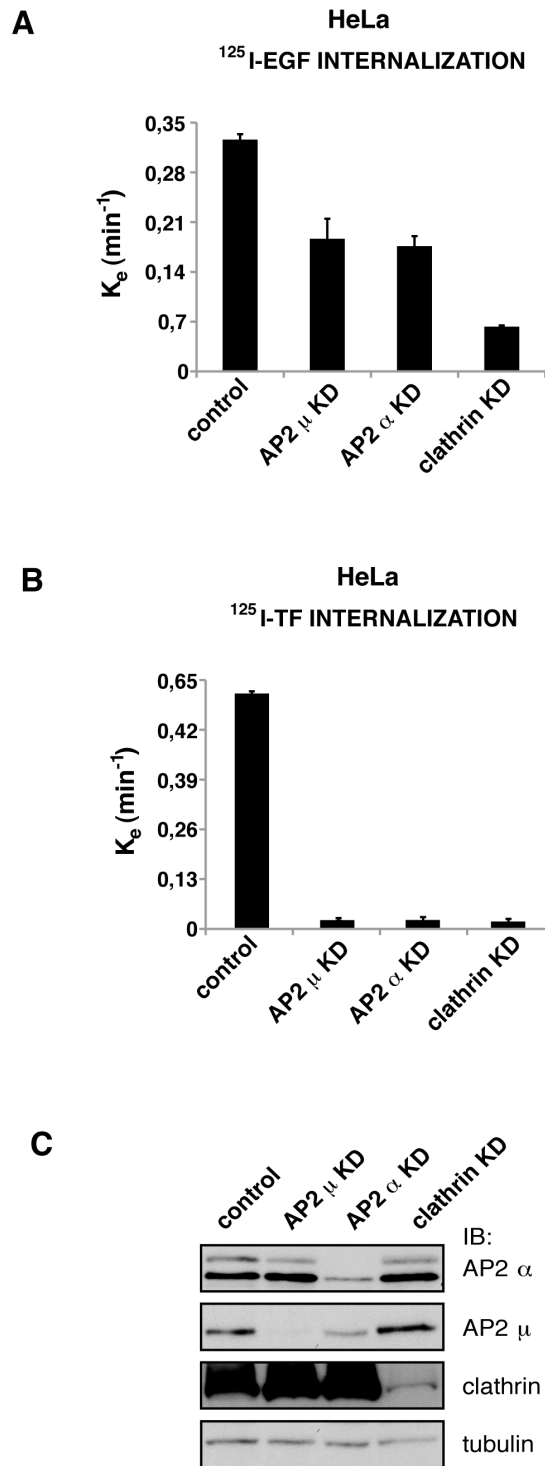 A
HeLa
¹²⁵I-EGF INTERNALIZATION
Kₑ (min⁻¹)
0,35
0,28
0,21
0,14
0,7
0
control
AP2 μ KD
AP2 α KD
clathrin KD
B
HeLa
¹²⁵I-TF INTERNALIZATION
Kₑ (min⁻¹)
0,65
0,42
0,39
0,26
0,13
0
control
AP2 μ KD
AP2 α KD
clathrin KD
C
control
AP2 μ KD
AP2 α KD
clathrin KD
IB:
AP2 α
AP2 μ
clathrin
tubulin